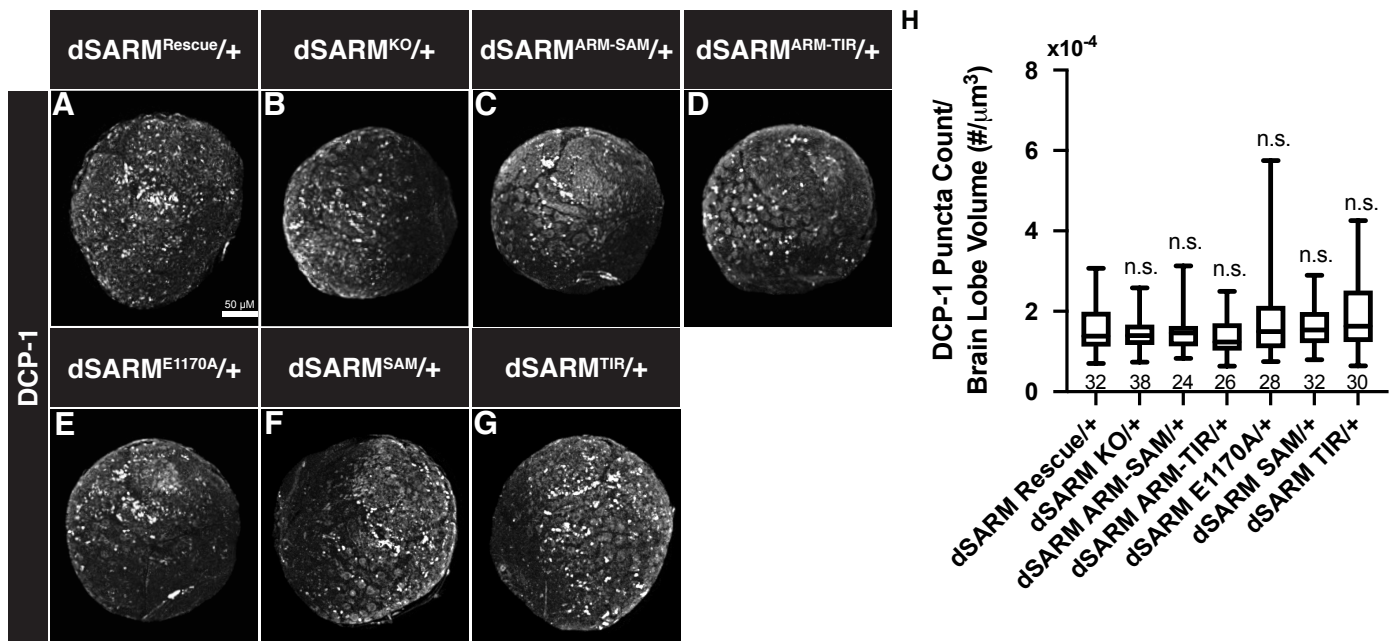 dSARMRescue/+
dSARMKO/+
dSARMARM-SAM/+
dSARMARM-TIR/+
A
B
C
D
50 µM
DCP-1
dSARME1170A/+
dSARMSAM/+
dSARMTIR/+
E
F
G
H
x10-4
DCP-1 Puncta Count/
Brain Lobe Volume (#/µm3)
8
6
4
2
0
n.s.
n.s.
n.s.
n.s.
n.s.
n.s.
32
38
24
26
28
32
30
dSARM Rescue/+
dSARM KO/+
dSARM ARM-SAM/+
dSARM ARM-TIR/+
dSARM E1170A/+
dSARM SAM/+
dSARM TIR/+